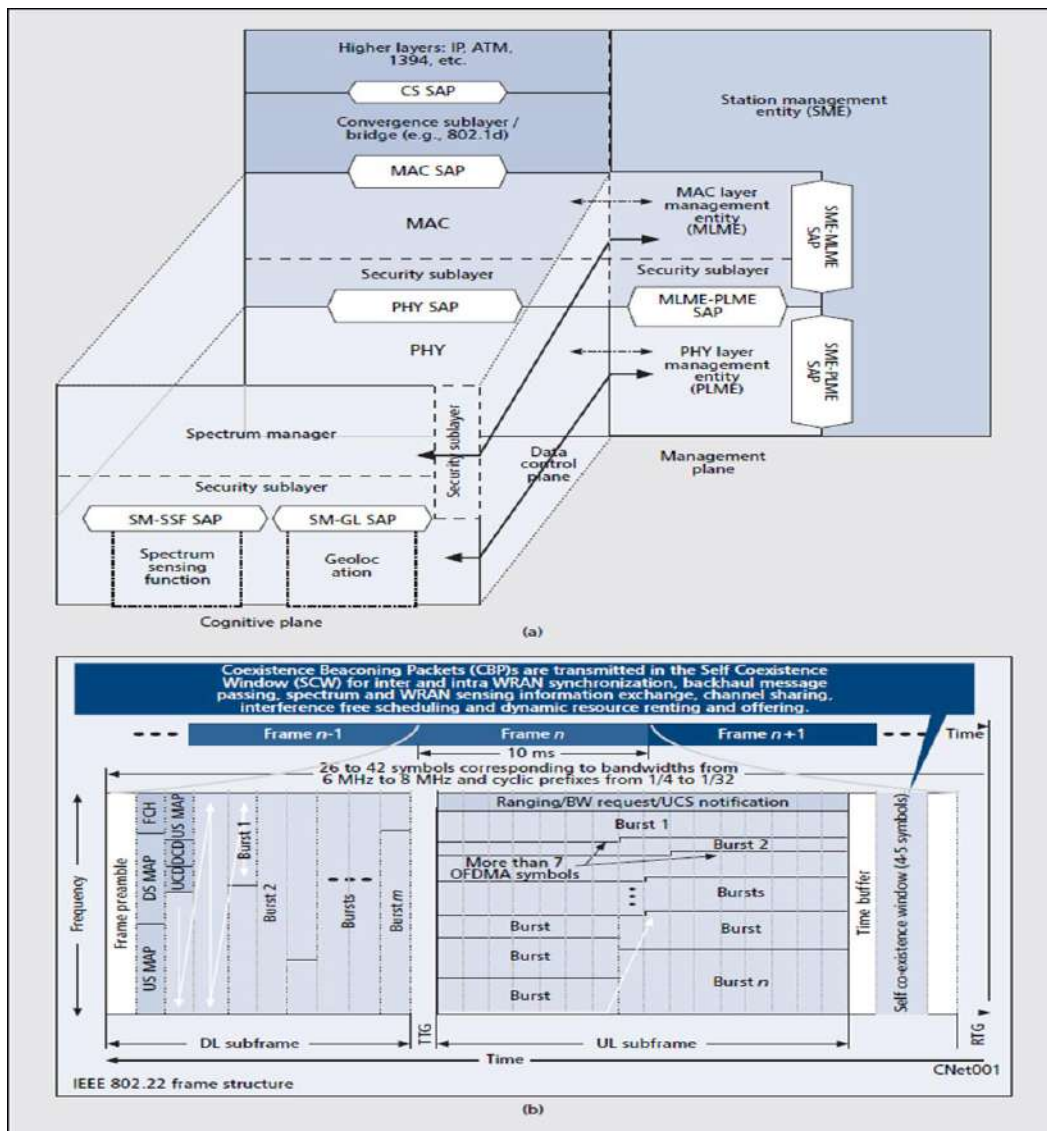 Higher layers: IP, ATM,
1394, etc.
CS SAP
Convergence sublayer /
bridge (e.g., 802.1d)
MAC SAP
MAC
Security sublayer
PHY SAP
PHY
Station management
entity (SME)
MAC layer
management
entity
(MLME)
Security sublayer
MLME-PLME
SAP
PHY layer
management
entity
(PLME)
SME-MLME
SAP
SME-PLME
SAP
Spectrum manager
Security sublayer
Security sublayer
Data
control
plane
Management
plane
SM-SSF SAP
SM-GL SAP
Spectrum
sensing
function
Geoloc
ation
Cognitive plane
(a)
Coexistence Beaconing Packets (CBP)s are transmitted in the Self Coexistence
Window (SCW) for inter and intra WRAN synchronization, backhaul message
passing, spectrum and WRAN sensing information exchange, channel sharing,
interference free scheduling and dynamic resource renting and offering.
Frame n-1
Frame n
Frame n+1
Time
10 ms
26 to 42 symbols corresponding to bandwidths from
6 MHz to 8 MHz and cyclic prefixes from 1/4 to 1/32
Frequency
Frame preamble
FCH
DS MAP
US MAP
US MAP
DCD
UCD
Burst 1
Burst 2
Bursts
Burst m
TTG
Ranging/BW request/UCS notification
Burst 1
Burst 2
More than 7
OFDMA symbols
Bursts
Burst
Burst
Burst
Burst n
Burst
Time buffer
Self co-existence window (4-5 symbols)
RTG
DL subframe
UL subframe
Time
IEEE 802.22 frame structure
CNet001
(b)